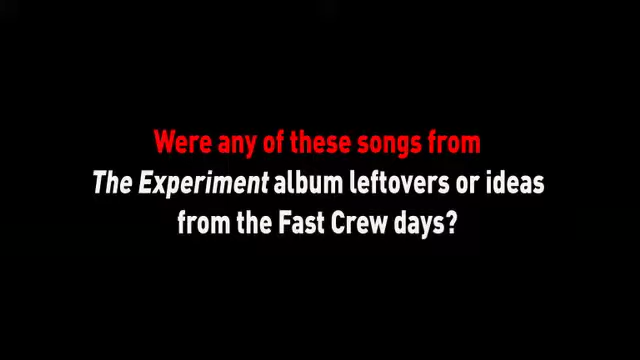 Were any of these songs from
The Experiment album leftovers or ideas
from the Fast Crew days?